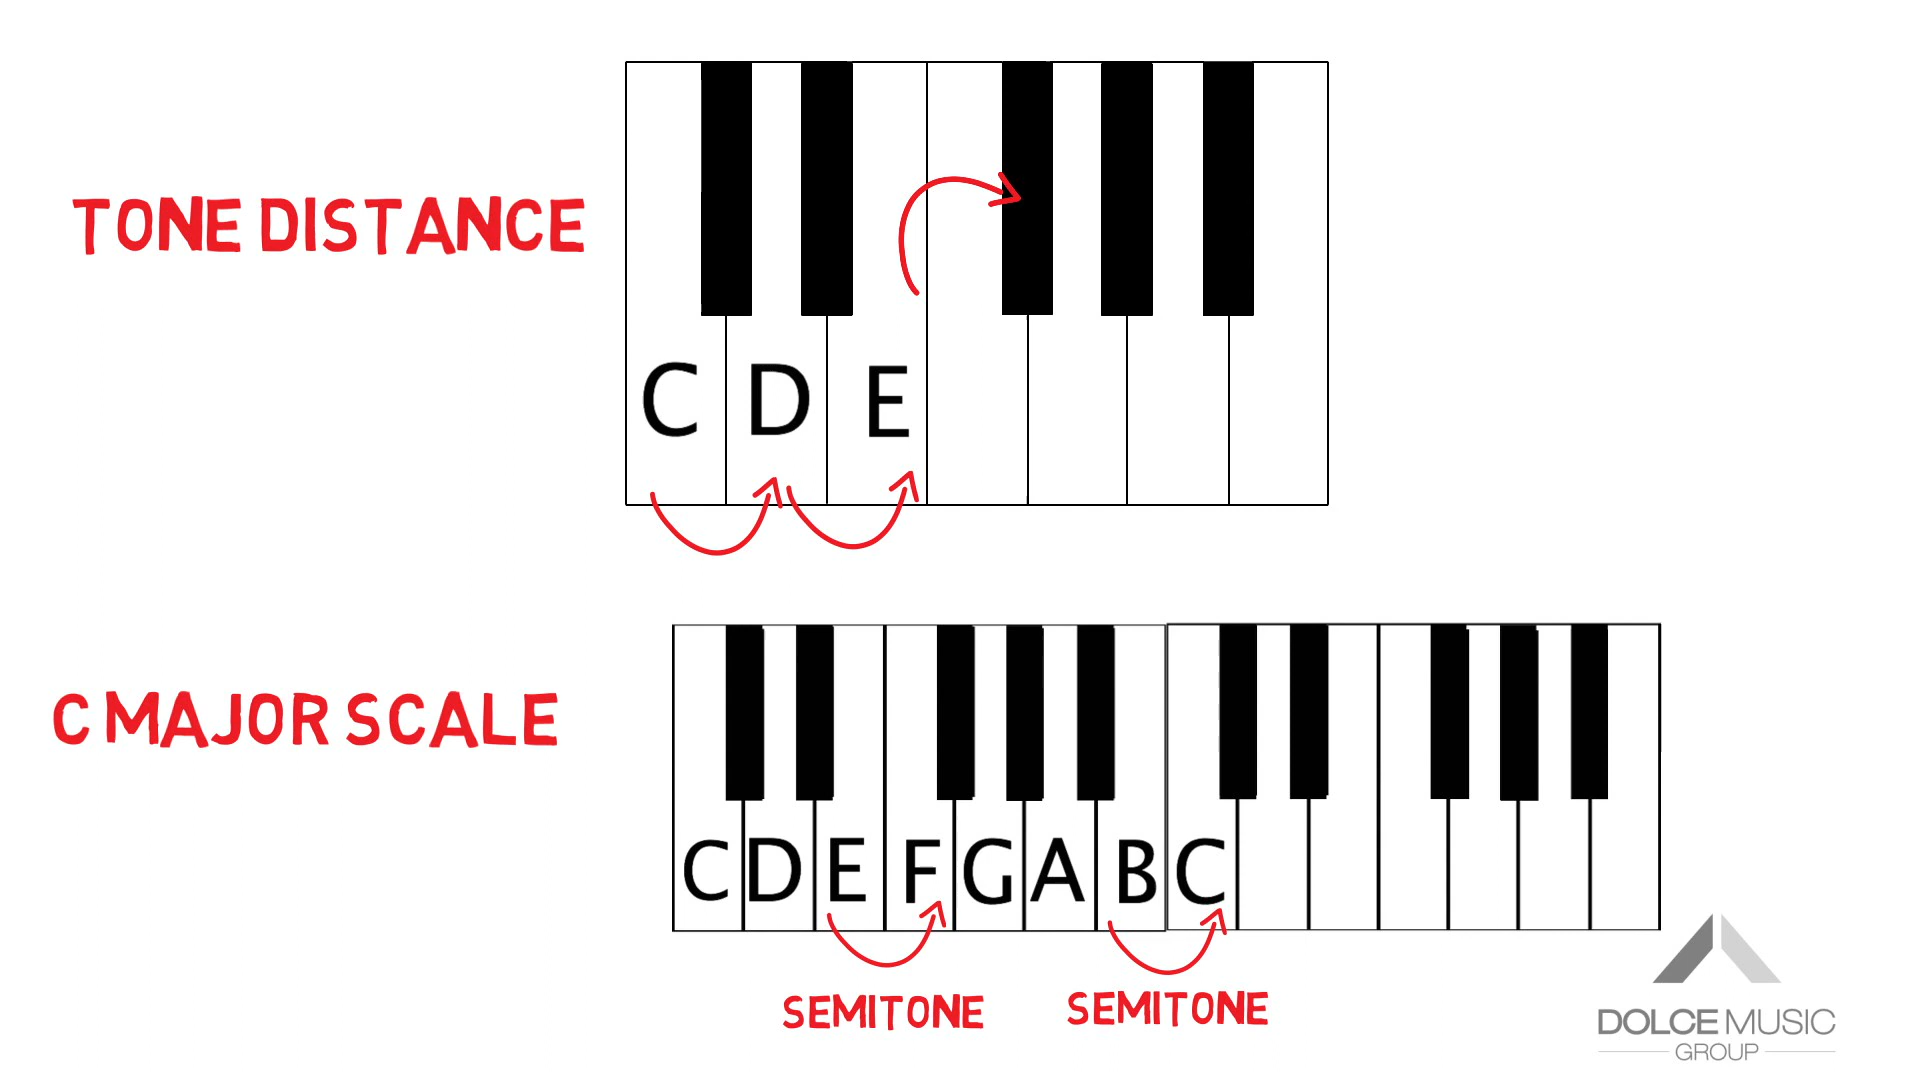 TONE DISTANCE
C D E
C MAJOR SCALE
C D E F G A B C
SEMITONE SEMITONE
DOLCE MUSIC
GROUP